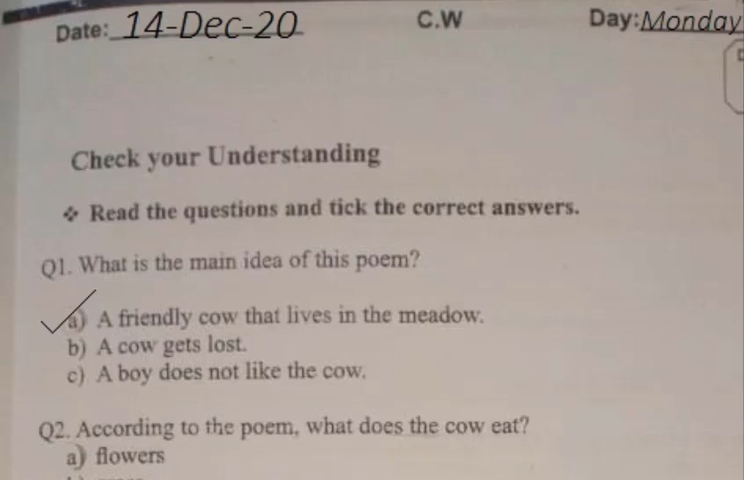 Date: 14-Dec-20 C.W Day: Monday
Check your Understanding
❖ Read the questions and tick the correct answers.
Q1. What is the main idea of this poem?
a) A friendly cow that lives in the meadow.
b) A cow gets lost.
c) A boy does not like the cow.
Q2. According to the poem, what does the cow eat?
a) flowers